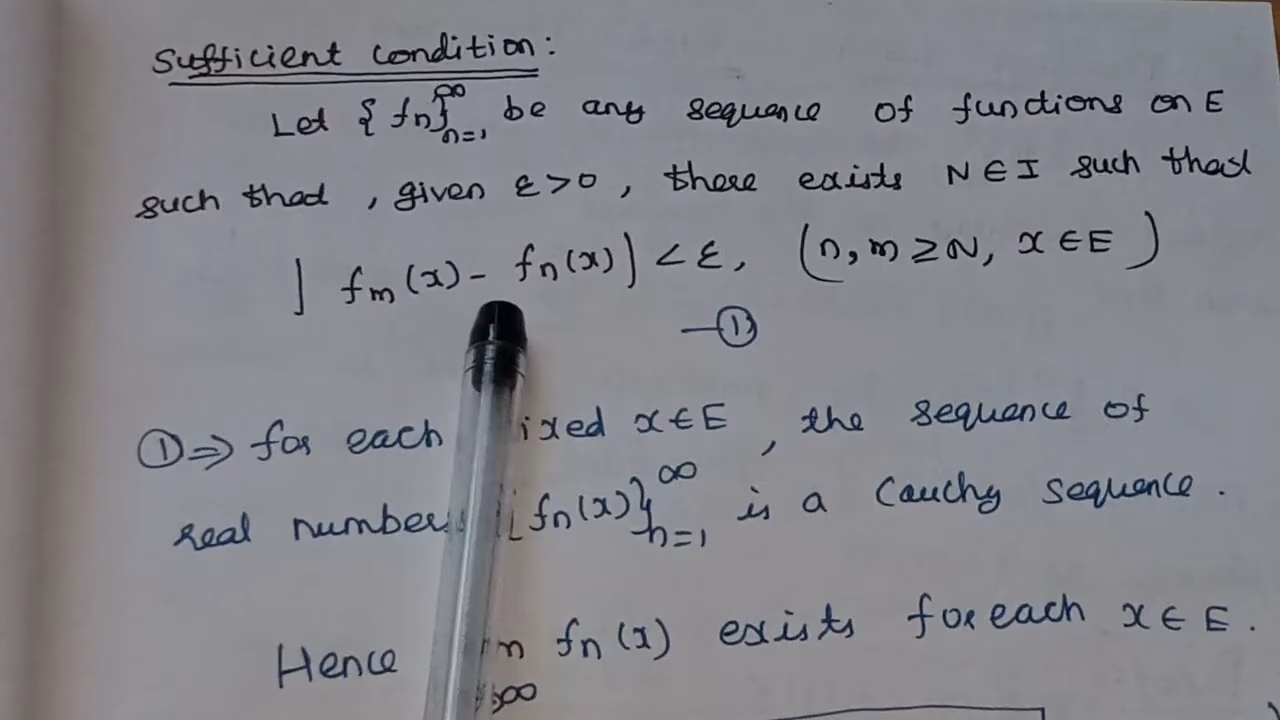 Sufficient condition:
Let {fn}∞n=1 be any sequence of functions on E
such that, given ε>0, there exists N∈I such that
| fm(x) - fn(x)| < ε, (n, m ≥ N, x ∈ E)
—①
①⇒ for each x∈E, the sequence of
real numbers {fn(x)}∞n=1 is a Cauchy sequence.
Hence fn(x) exists for each x∈E.
∞